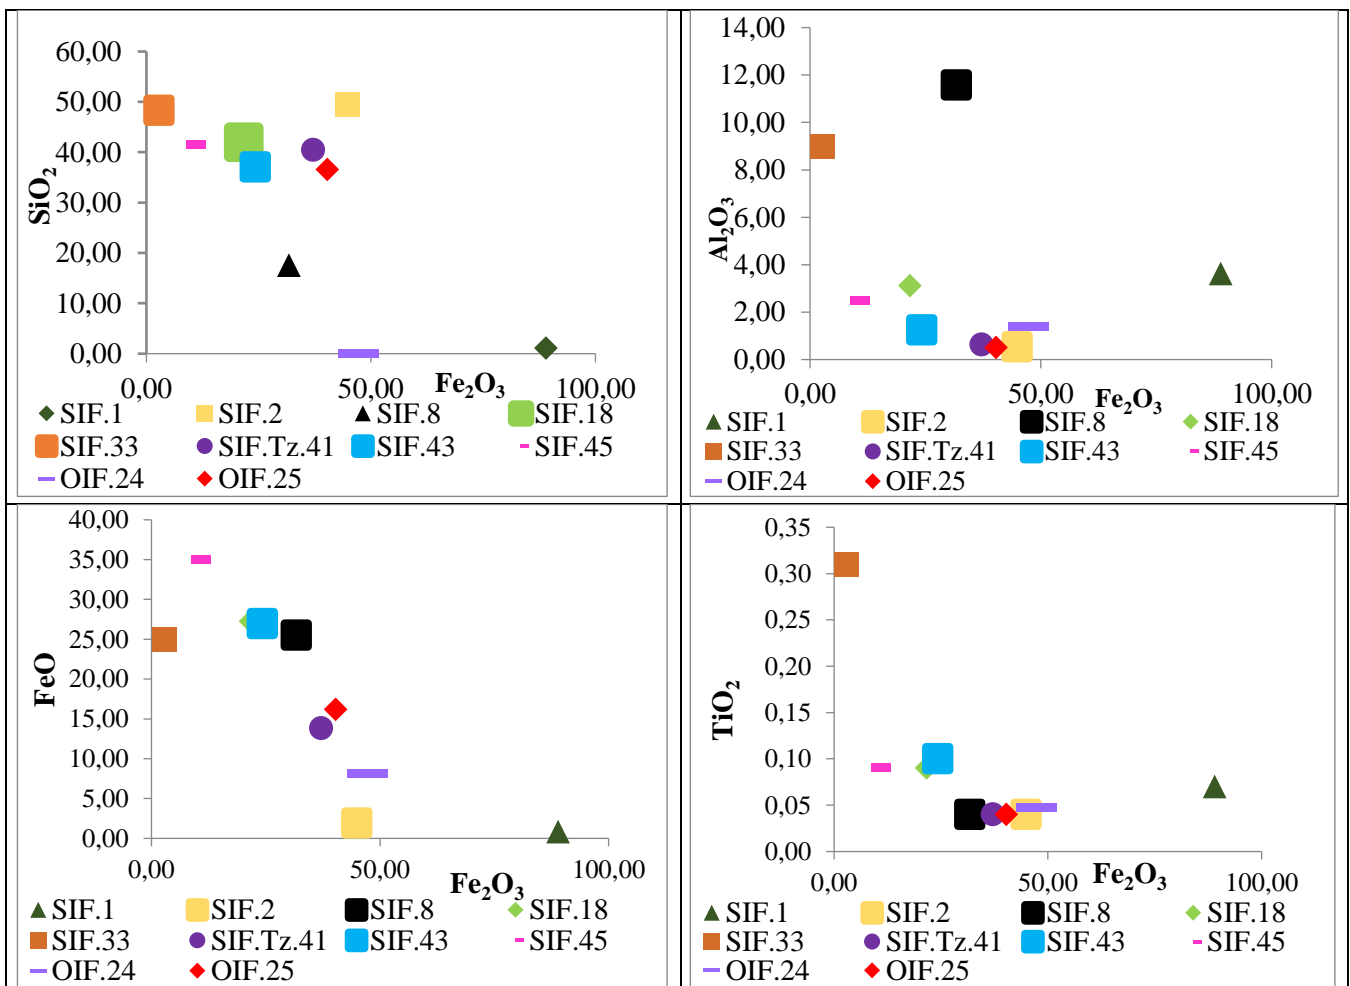 60,00
50,00
40,00
30,00
20,00
10,00
0,00
SiO₂
0,00 50,00 100,00
Fe₂O₃
SIF.1 SIF.2 SIF.8 SIF.18
SIF.33 SIF.Tz.41 SIF.43 SIF.45
OIF.24 OIF.25
14,00
12,00
10,00
8,00
6,00
4,00
2,00
0,00
Al₂O₃
0,00 50,00 100,00
Fe₂O₃
SIF.1 SIF.2 SIF.8 SIF.18
SIF.33 SIF.Tz.41 SIF.43 SIF.45
OIF.24 OIF.25
40,00
35,00
30,00
25,00
20,00
15,00
10,00
5,00
0,00
FeO
0,00 50,00 100,00
Fe₂O₃
SIF.1 SIF.2 SIF.8 SIF.18
SIF.33 SIF.Tz.41 SIF.43 SIF.45
OIF.24 OIF.25
0,35
0,30
0,25
0,20
0,15
0,10
0,05
0,00
TiO₂
0,00 50,00 100,00
Fe₂O₃
SIF.1 SIF.2 SIF.8 SIF.18
SIF.33 SIF.Tz.41 SIF.43 SIF.45
OIF.24 OIF.25